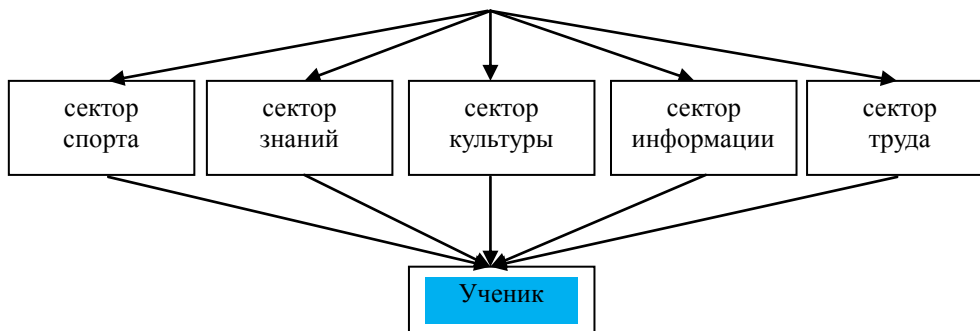 сектор
спорта
сектор
знаний
сектор
культуры
сектор
информации
сектор
труда
Ученик